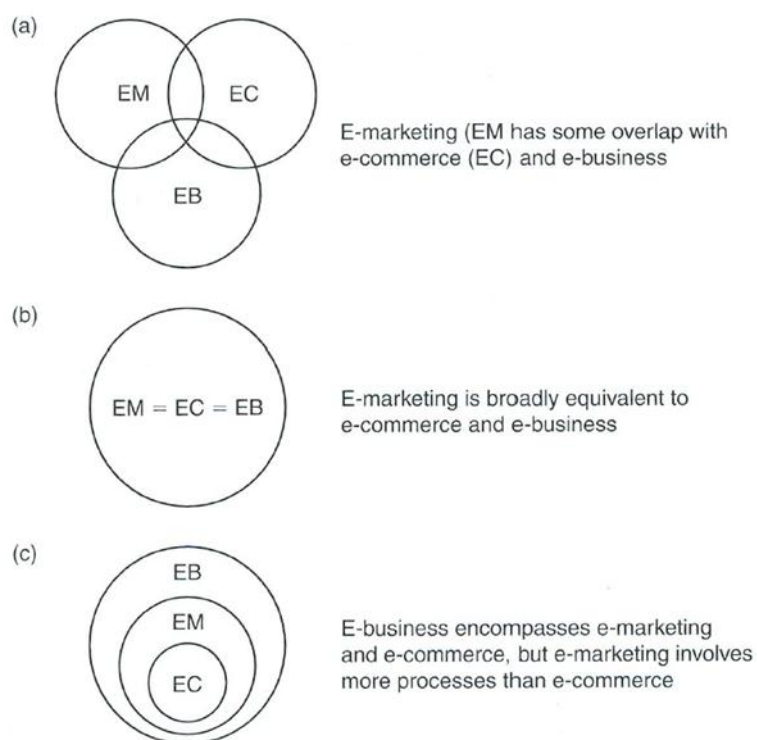 (a)
EM EC
EB
E-marketing (EM has some overlap with
e-commerce (EC) and e-business
(b)
EM = EC = EB
E-marketing is broadly equivalent to
e-commerce and e-business
(c)
EB
EM
EC
E-business encompasses e-marketing
and e-commerce, but e-marketing involves
more processes than e-commerce